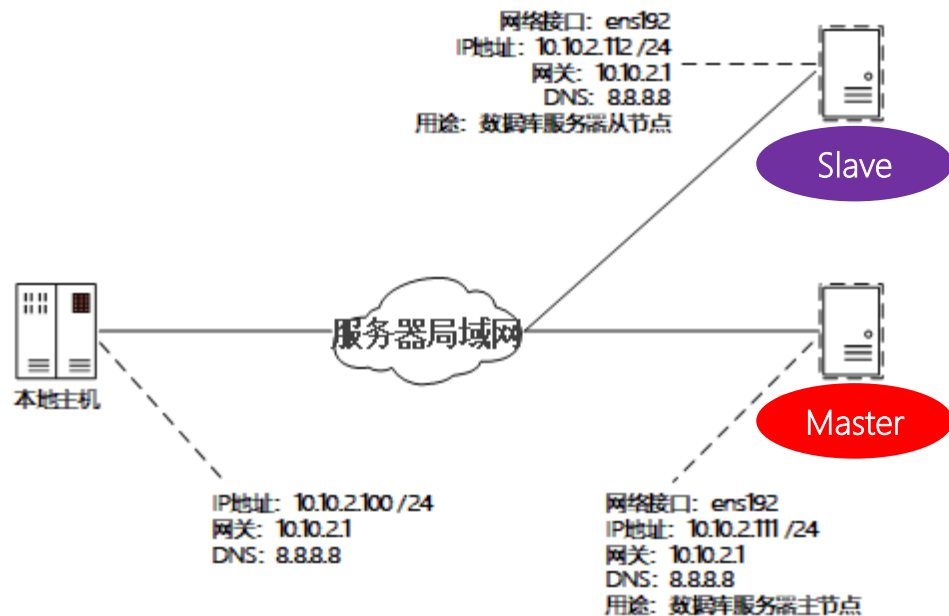 网络接口：ens192
IP地址：10.10.2.112 /24
网关：10.10.2.1
DNS：8.8.8.8
用途：数据库服务器从节点
Slave
服务器局域网
本地主机
Master
IP地址：10.10.2.100 /24
网关：10.10.2.1
DNS：8.8.8.8
网络接口：ens192
IP地址：10.10.2.111 /24
网关：10.10.2.1
DNS：8.8.8.8
用途：数据库服务器主节点